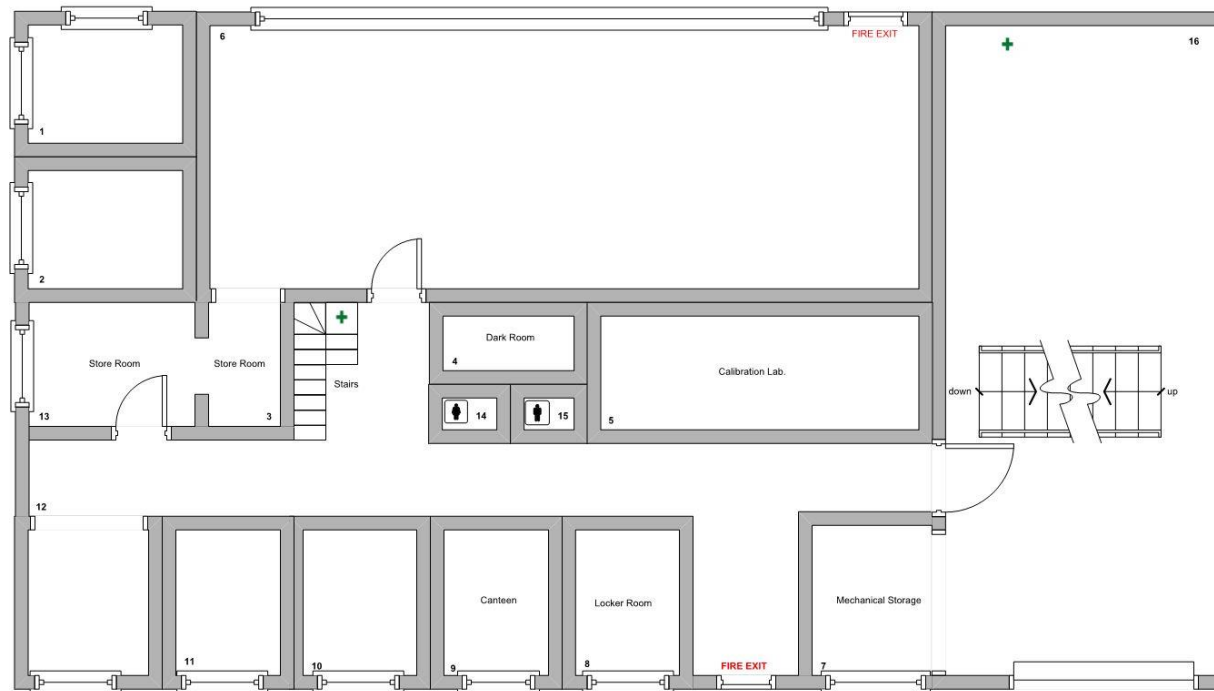 6
FIRE EXIT
16
1
2
Store Room
Store Room
13
3
Stairs
Dark Room
4
14
15
Calibration Lab.
5
down
up
12
11
10
Canteen
9
Locker Room
8
FIRE EXIT
Mechanical Storage
7